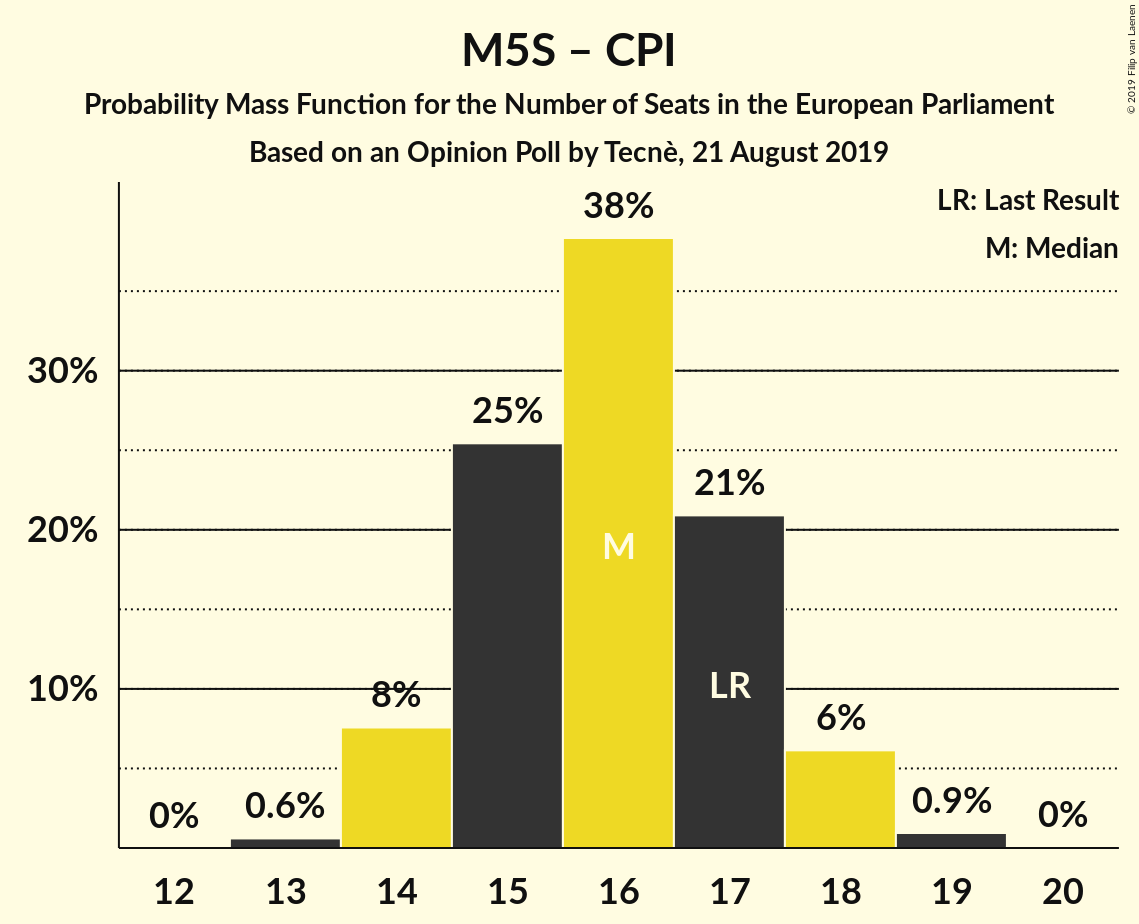 M5S – CPI
Probability Mass Function for the Number of Seats in the European Parliament
Based on an Opinion Poll by Tecnè, 21 August 2019
© 2019 Filip van Laenen
LR: Last Result
M: Median
38%
30%
25%
21%
20%
M
LR
10%
8%
6%
0%
0.6%
0.9%
0%
12 13 14 15 16 17 18 19 20